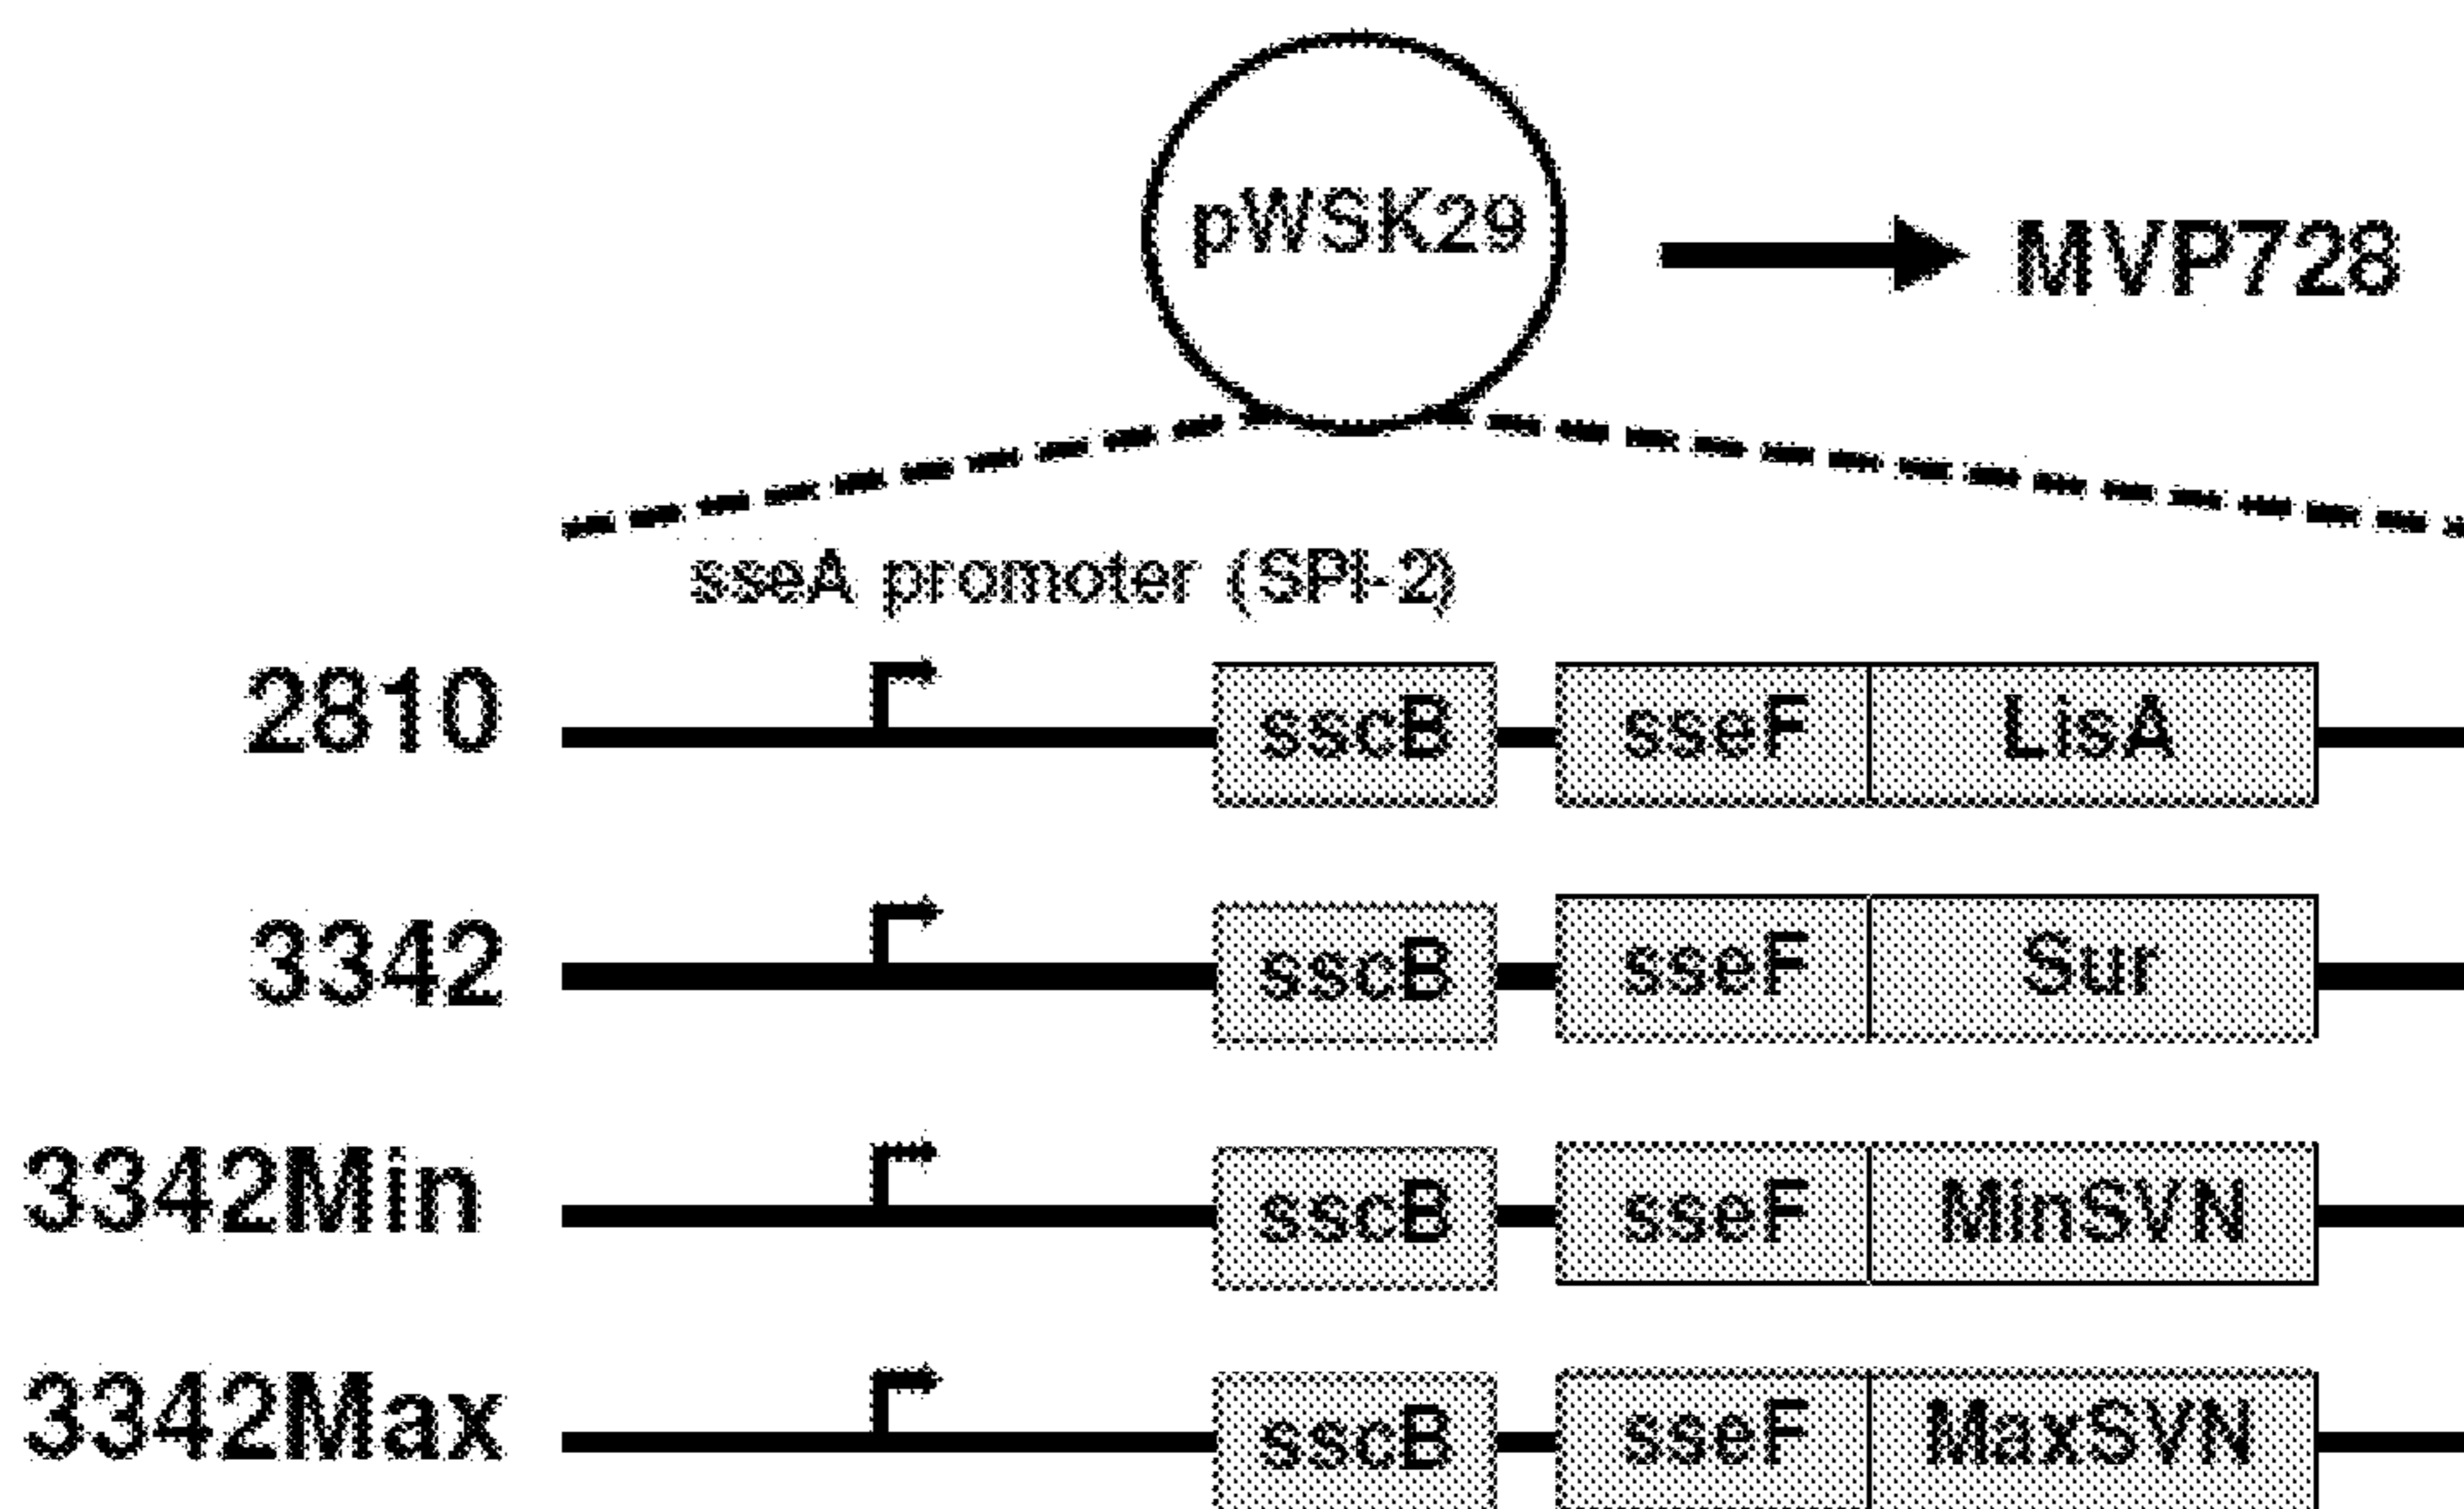 pWSK29
MVP728
sseA promoter (SPI-2)
2810 sscB sseF LisA
3342 sscB sseF Sur
3342Min sscB sseF MinSVN
3342Max sscB sseF MaxSVN